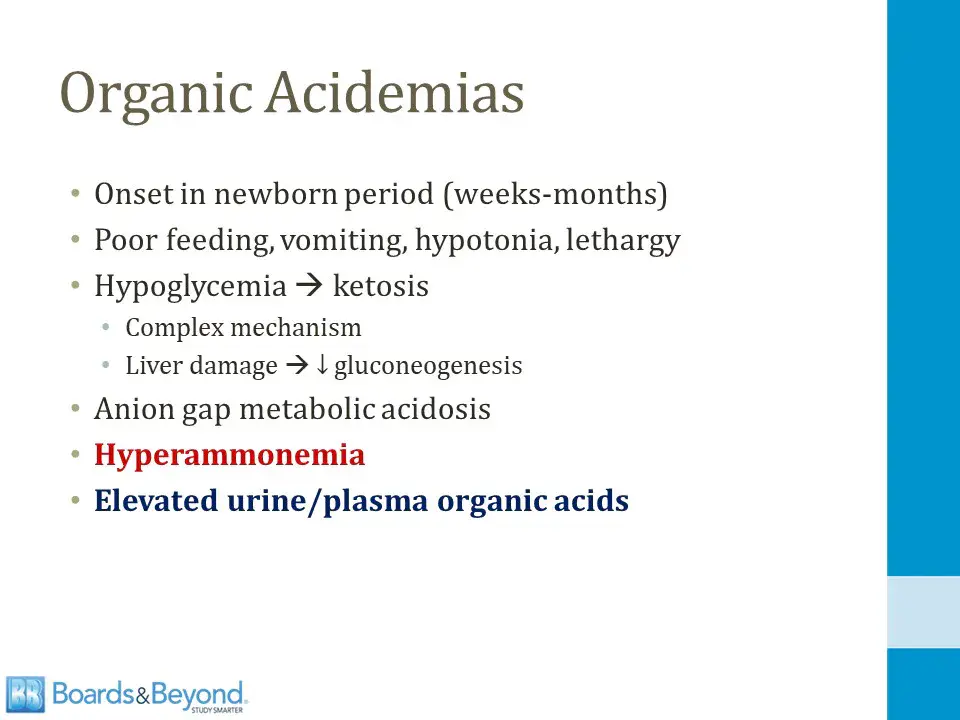 Organic Acidemias
• Onset in newborn period (weeks-months)
• Poor feeding, vomiting, hypotonia, lethargy
• Hypoglycemia → ketosis
• Complex mechanism
• Liver damage → ↓gluconeogenesis
• Anion gap metabolic acidosis
• Hyperammonemia
• Elevated urine/plasma organic acids
BB Boards&Beyond.
STUDY SMARTER